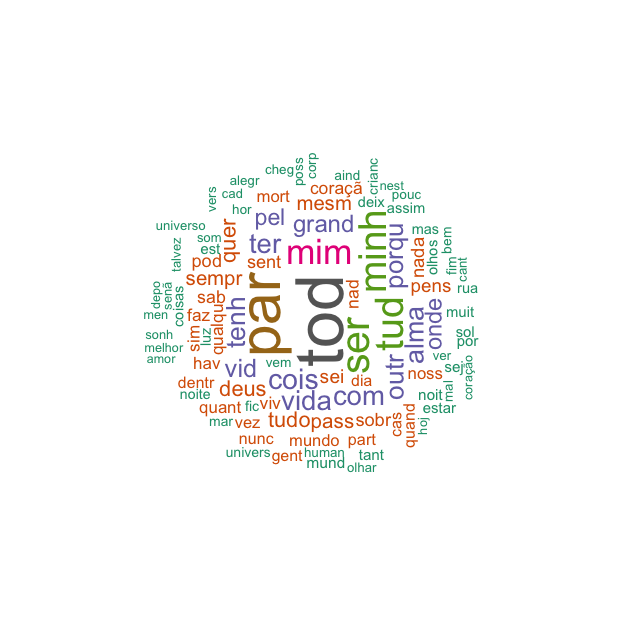 corp
poss
cheg
aind
crianc
alegr
nest
cad
vers
mort
coraçã
mesm
deix
pouc
assim
hor
pel
grand
minh
universo
som
est
talvez
quer
ter
mim
porqu
mas
nada
olhos
bem
pod
sent
sempr
par
tod
nad
pens
fim
cant
rua
depo
senã
men
coisas
sab
faz
qualqu
tenh
ser
tud
alma
onde
muit
sonh
melhor
amor
luz
sim
sol
por
hav
vid
vem
cois
sei
dia
outr
noss
ver
sej
coração
dentr
noite
deus
quant
fic
viv
vida
com
mal
noit
estar
mar
vez
tudo
pass
sobr
cas
quand
hoj
nunc
mundo
part
univers
gent
human
mund
tant
olhar